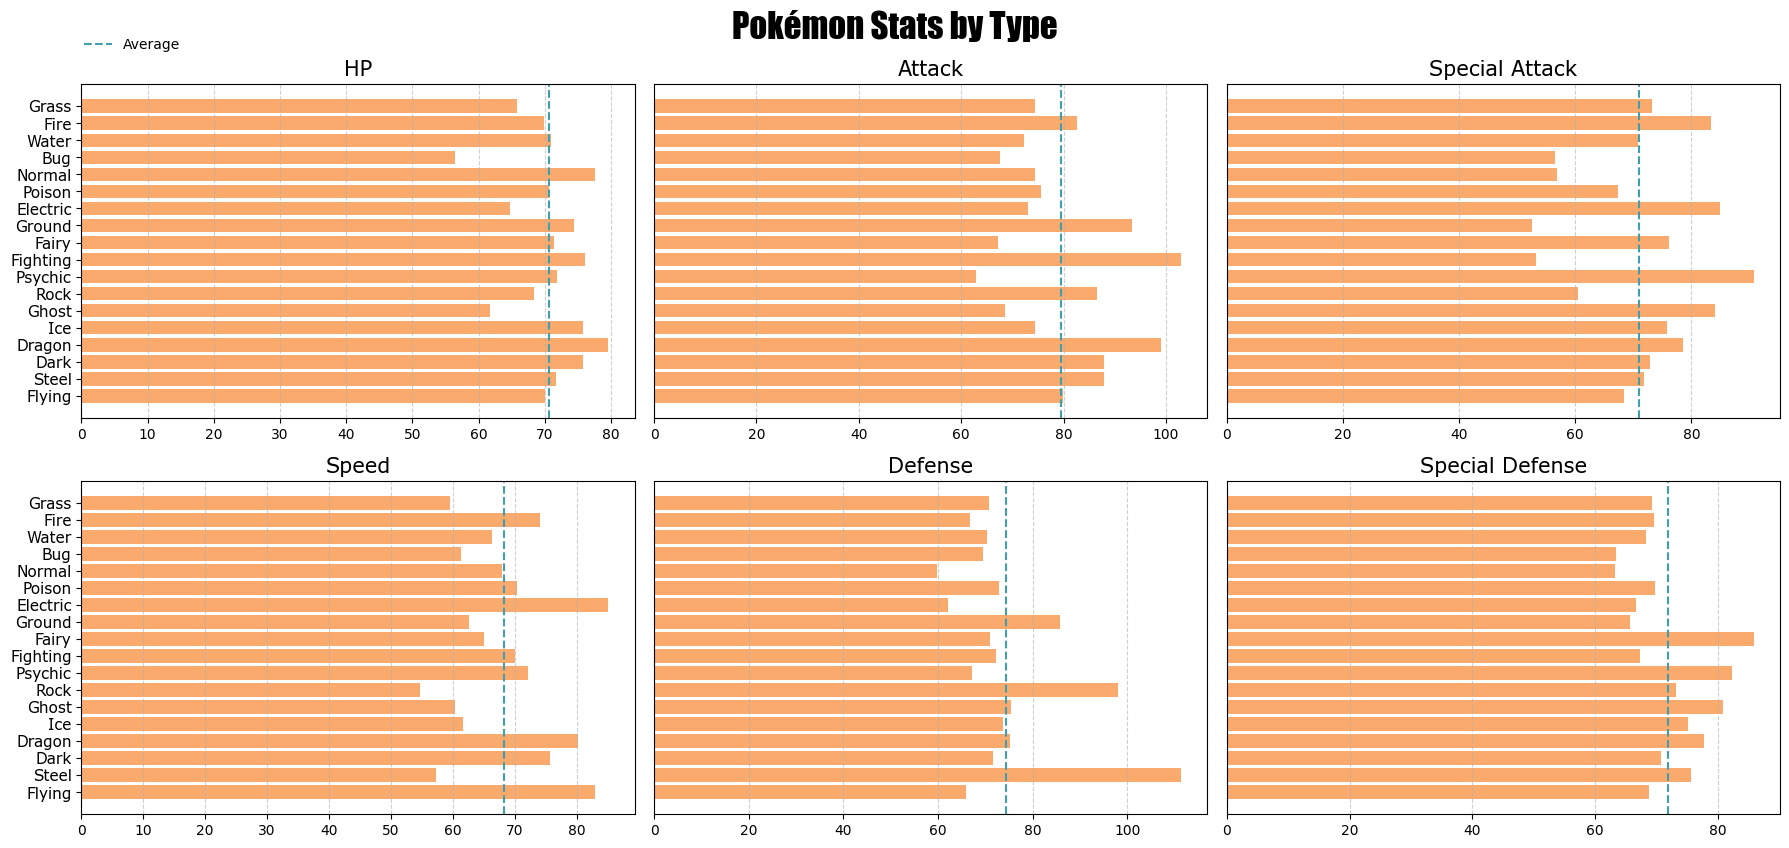 Pokémon Stats by Type
Average
HP
Attack
Special Attack
Grass
Fire
Water
Bug
Normal
Poison
Electric
Ground
Fairy
Fighting
Psychic
Rock
Ghost
Ice
Dragon
Dark
Steel
Flying
0 10 20 30 40 50 60 70 80
0 20 40 60 80 100
0 20 40 60 80
Speed
Defense
Special Defense
Grass
Fire
Water
Bug
Normal
Poison
Electric
Ground
Fairy
Fighting
Psychic
Rock
Ghost
Ice
Dragon
Dark
Steel
Flying
0 10 20 30 40 50 60 70 80
0 20 40 60 80 100
0 20 40 60 80